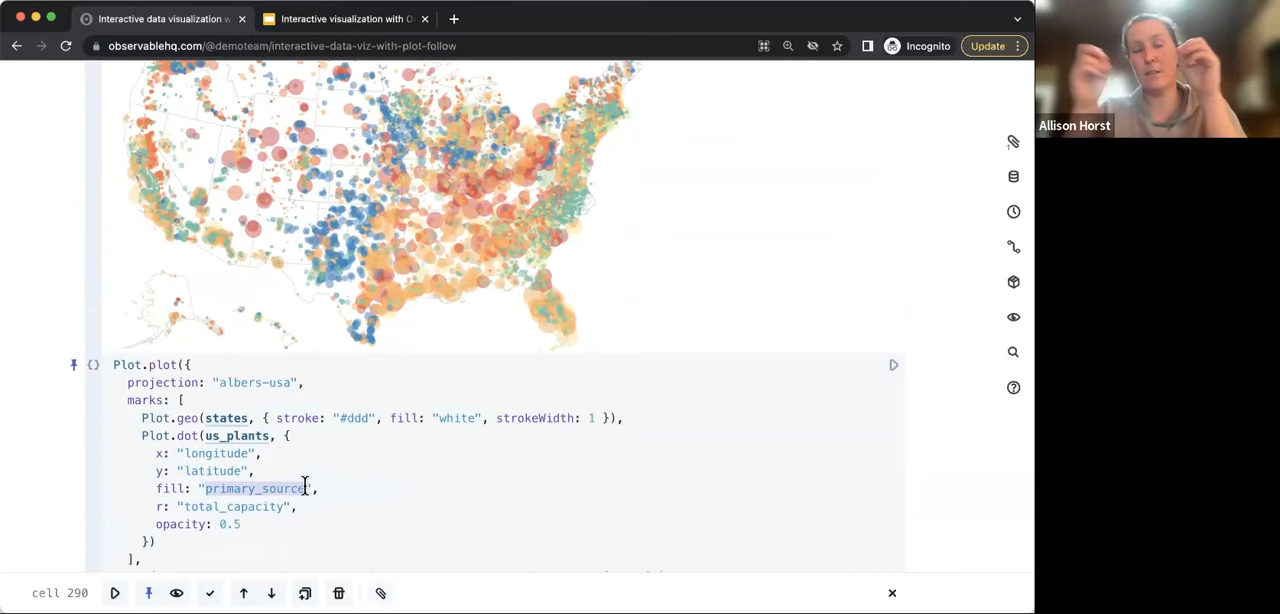 Interactive data visualization w
Interactive visualization with O
observablehq.com/@demoteam/interactive-data-viz-with-plot-follow
Incognito
Update
Allison Horst
Plot.plot({
projection: "albers-usa",
marks: [
Plot.geo(states, { stroke: "#ddd", fill: "white", strokeWidth: 1 }),
Plot.dot(us_plants, {
x: "longitude",
y: "latitude",
fill: "primary_source",
r: "total_capacity",
opacity: 0.5
})
],
cell 290